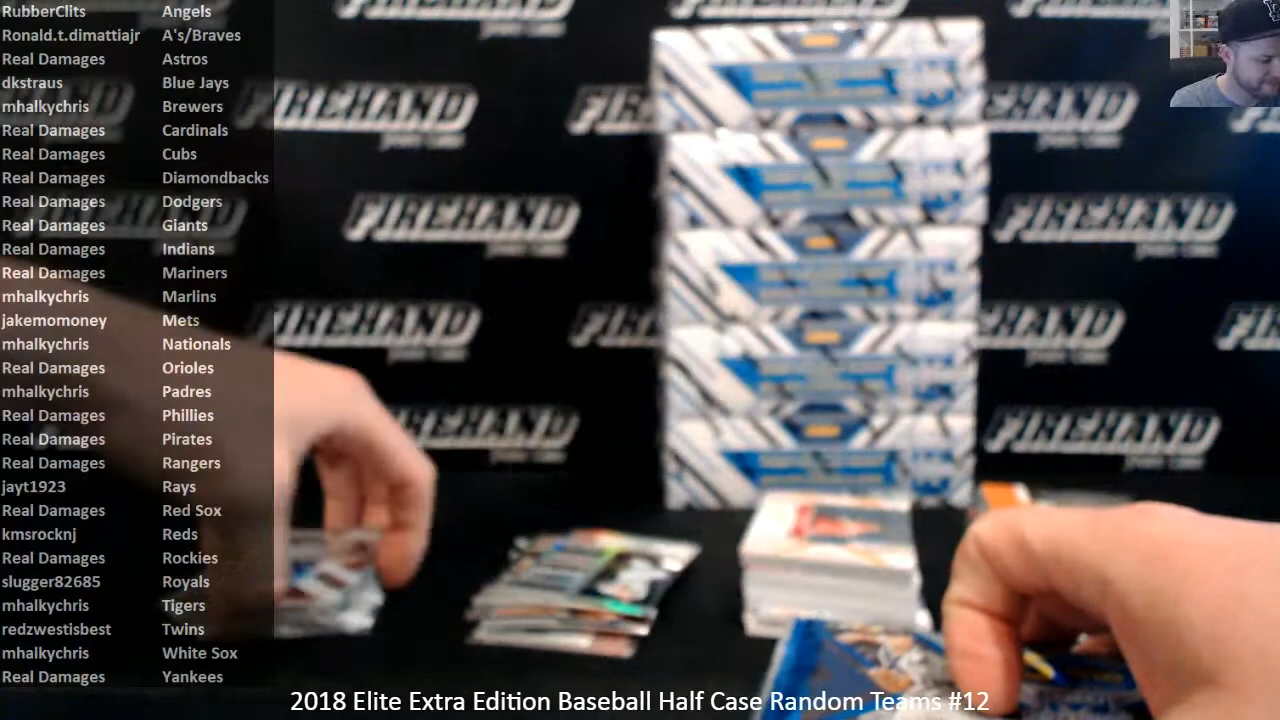 RubberClits Angels
Ronald.t.dimattiajr A's/Braves
Real Damages Astros
dkstraus Blue Jays
mhalkychris Brewers
Real Damages Cardinals
Real Damages Cubs
Real Damages Diamondbacks
Real Damages Dodgers
Real Damages Giants
Real Damages Indians
Real Damages Mariners
mhalkychris Marlins
jakemomoney Mets
mhalkychris Nationals
Real Damages Orioles
mhalkychris Padres
Real Damages Phillies
Real Damages Pirates
Real Damages Rangers
jayt1923 Rays
Real Damages Red Sox
kmsrocknj Reds
Real Damages Rockies
slugger82685 Royals
mhalkychris Tigers
redzwestisbest Twins
mhalkychris White Sox
Real Damages Yankees
FIREHAND
FIREHAND
FIREHAND
FIREHAND
FIREHAND
2018 Elite Extra Edition Baseball Half Case Random Teams #12